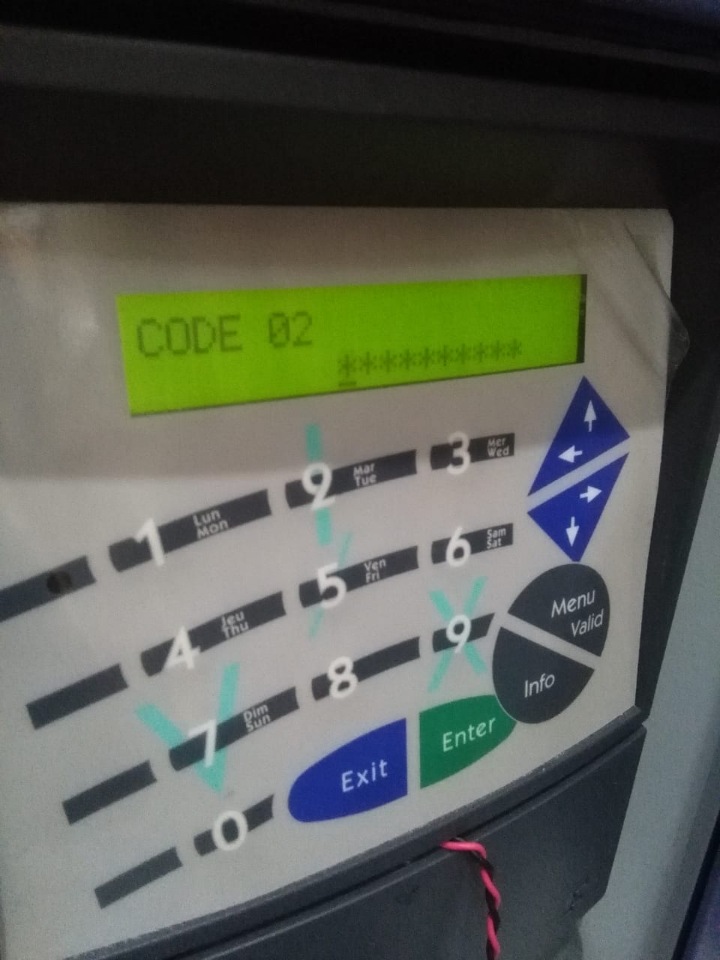 CODE 02
**********
1 Lun Mon
2 Mar Tue
3 Mer Wed
4 Jeu Thu
5 Ven Fri
6 Sam Sat
7 Dim Sun
8
9
0
Menu
Valid
Info
Exit
Enter